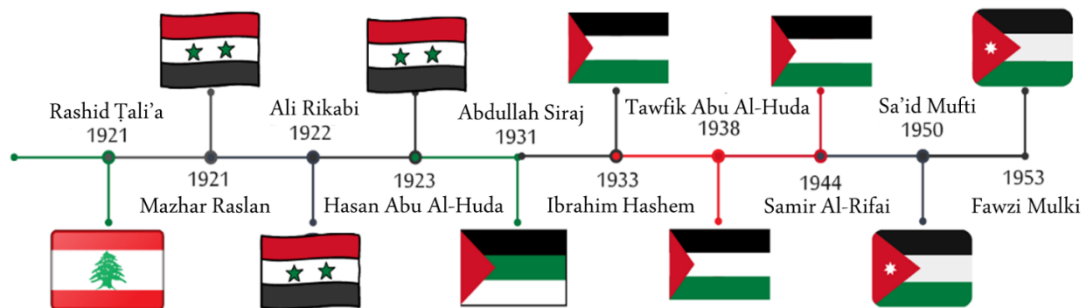 Rashid Ṭali'a
1921
Mazhar Raslan
1921
Ali Rikabi
1922
Hasan Abu Al-Huda
1923
Abdullah Siraj
1931
Ibrahim Hashem
1933
Tawfik Abu Al-Huda
1938
Samir Al-Rifai
1944
Sa'id Mufti
1950
Fawzi Mulki
1953